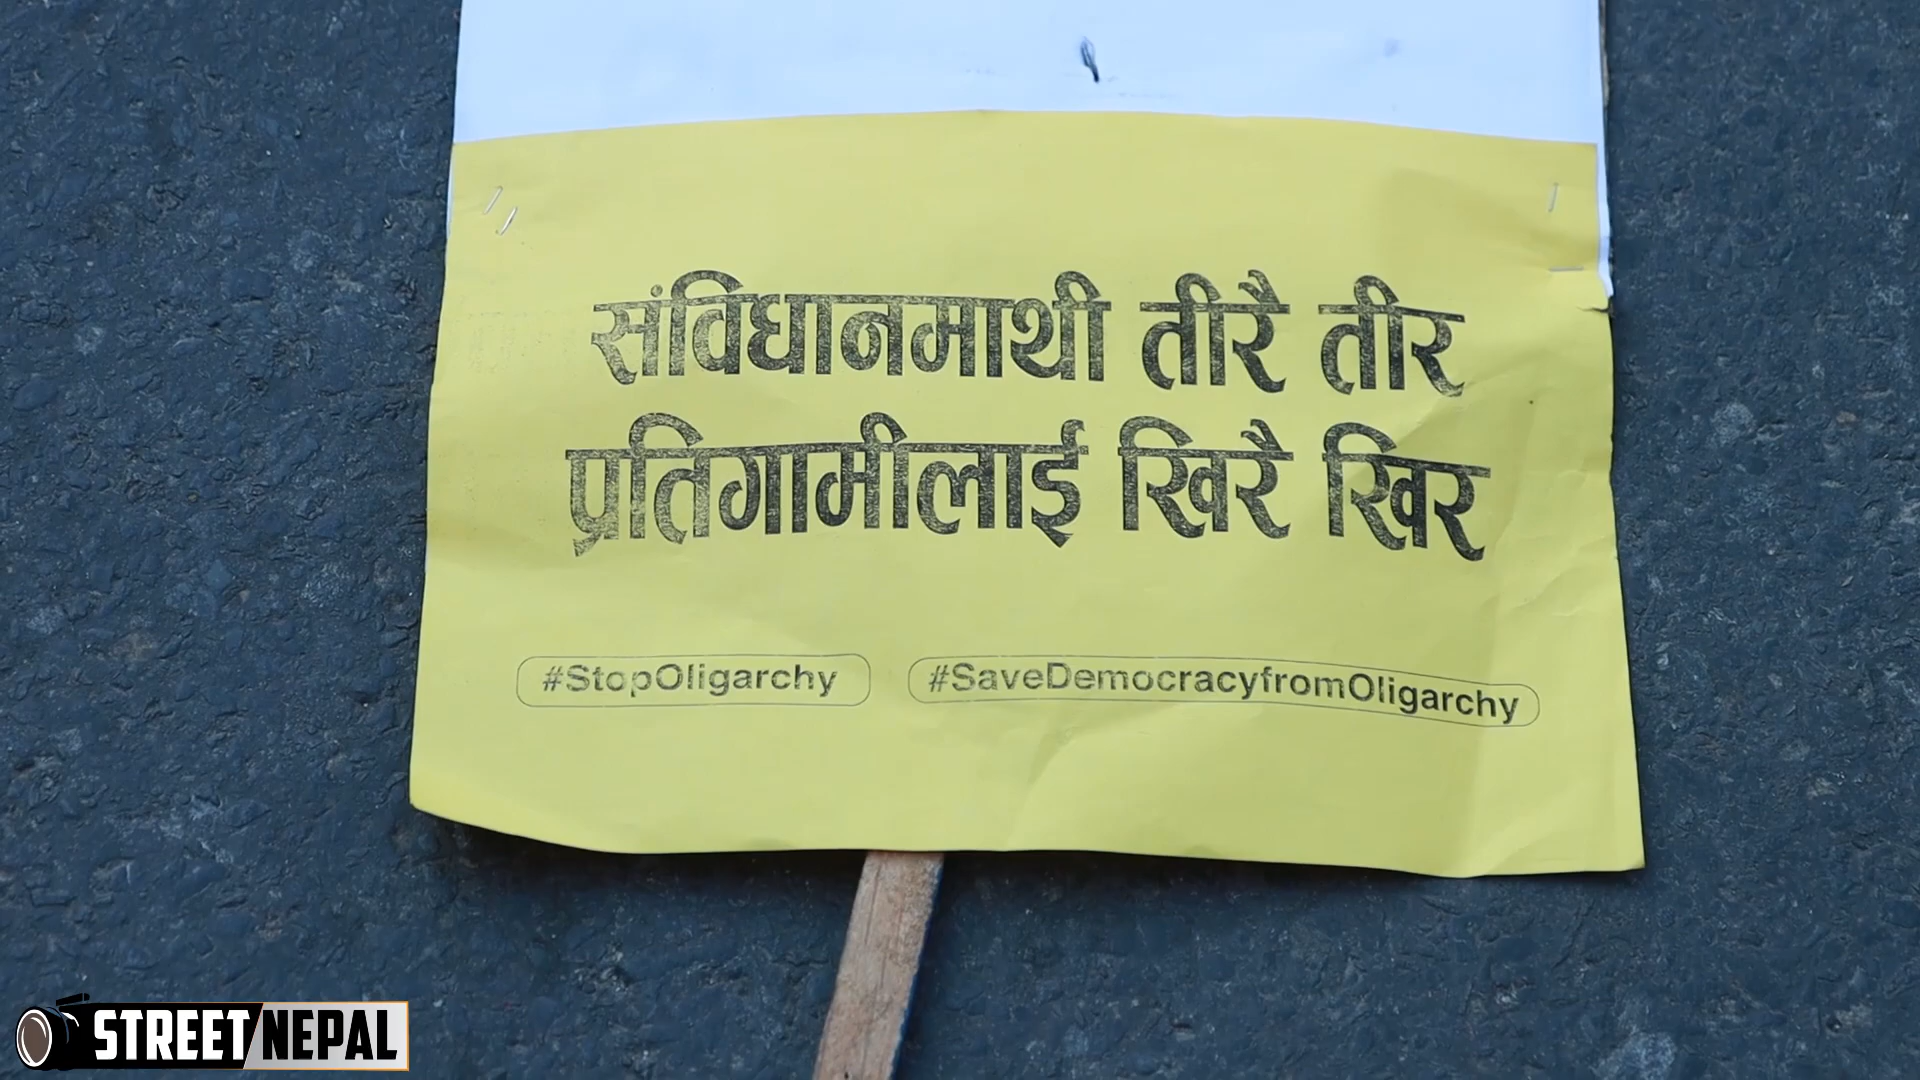 संविधानमाथी तीरै तीर
प्रतिगामीलाई खिरै खिर
#StopOligarchy #SaveDemocracyfromOligarchy
STREET NEPAL